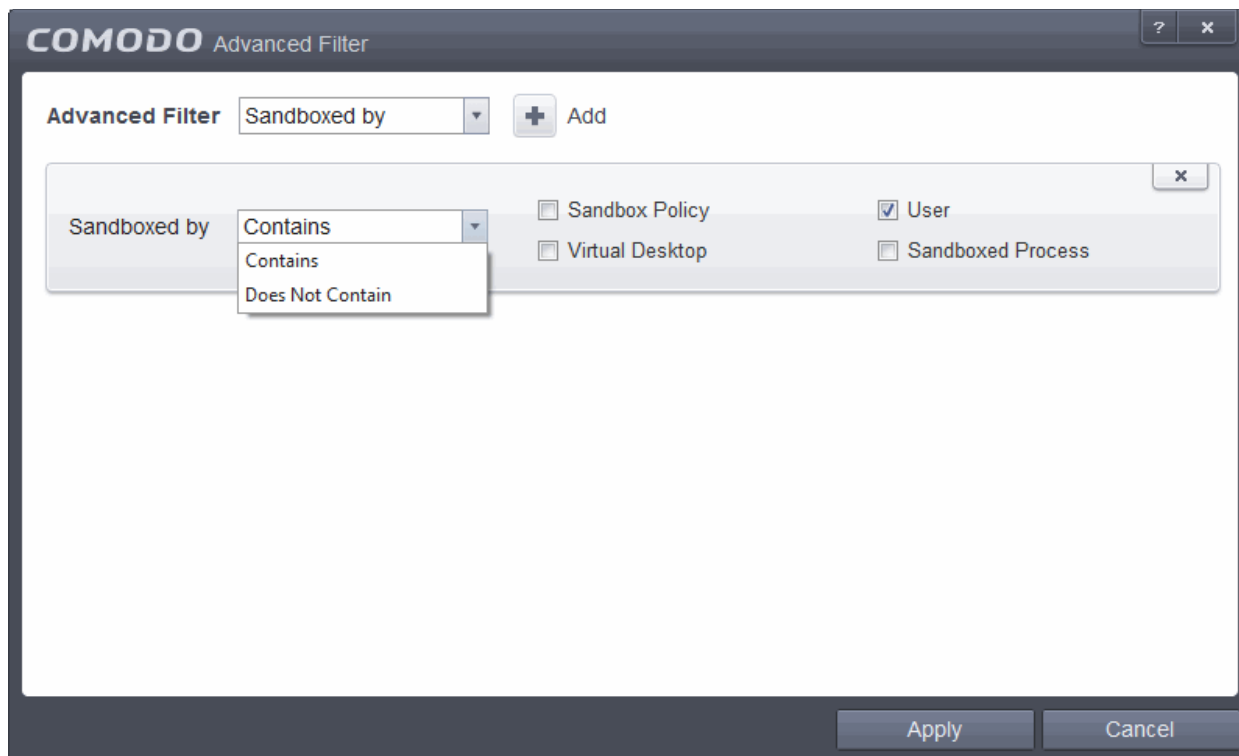 COMODO Advanced Filter ? x
Advanced Filter Sandboxed by + Add
x
Sandboxed by Contains
Sandbox Policy User
Virtual Desktop Sandboxed Process
Contains
Does Not Contain
Apply Cancel